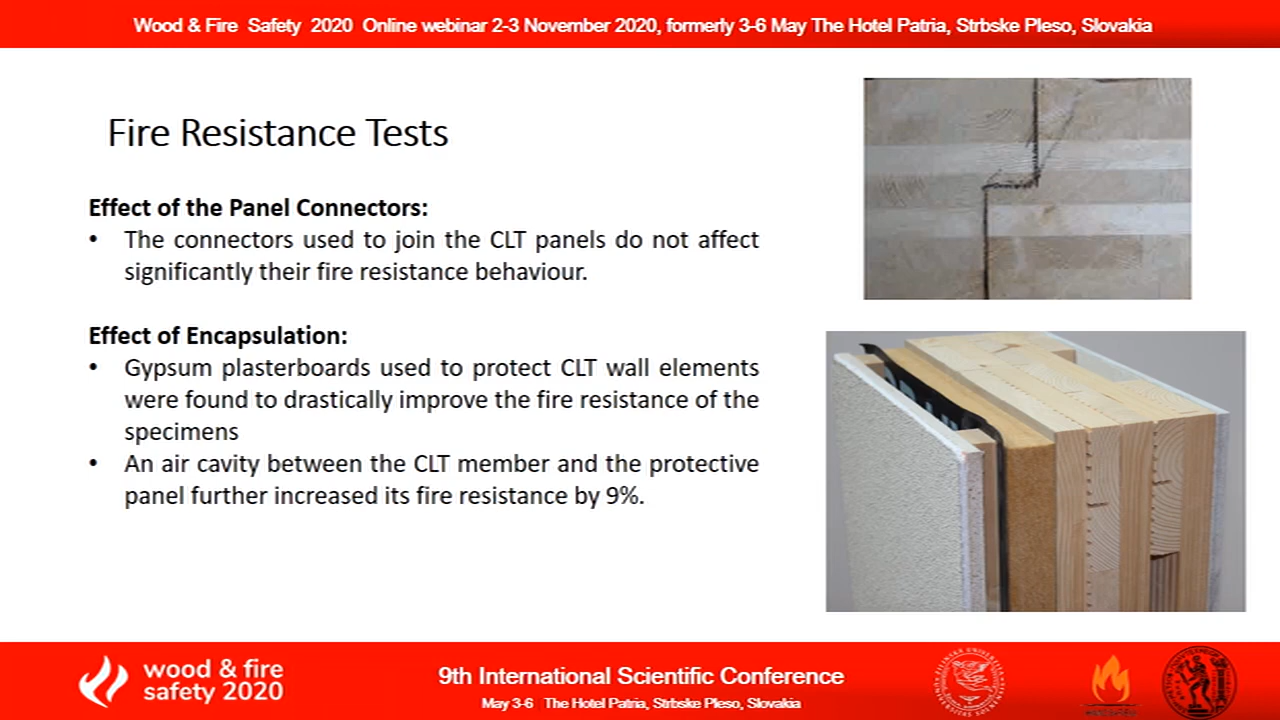 Wood & Fire Safety 2020 Online webinar 2-3 November 2020, formerly 3-6 May The Hotel Patria, Strbske Pleso, Slovakia
Fire Resistance Tests
Effect of the Panel Connectors:
• The connectors used to join the CLT panels do not affect
significantly their fire resistance behaviour.
Effect of Encapsulation:
• Gypsum plasterboards used to protect CLT wall elements
were found to drastically improve the fire resistance of the
specimens
• An air cavity between the CLT member and the protective
panel further increased its fire resistance by 9%.
wood & fire
safety 2020
9th International Scientific Conference
May 3-6 The Hotel Patria, Strbske Pleso, Slovakia